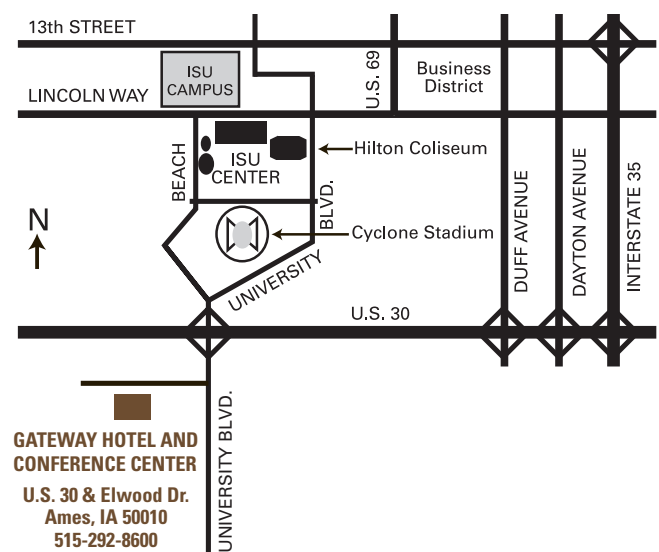 13th STREET
ISU
CAMPUS
U.S. 69
Business
District
LINCOLN WAY
BEACH
ISU
CENTER
Hilton Coliseum
BLVD.
Cyclone Stadium
UNIVERSITY
DUFF AVENUE
DAYTON AVENUE
INTERSTATE 35
N
U.S. 30
UNIVERSITY BLVD.
GATEWAY HOTEL AND
CONFERENCE CENTER
U.S. 30 & Elwood Dr.
Ames, IA 50010
515-292-8600